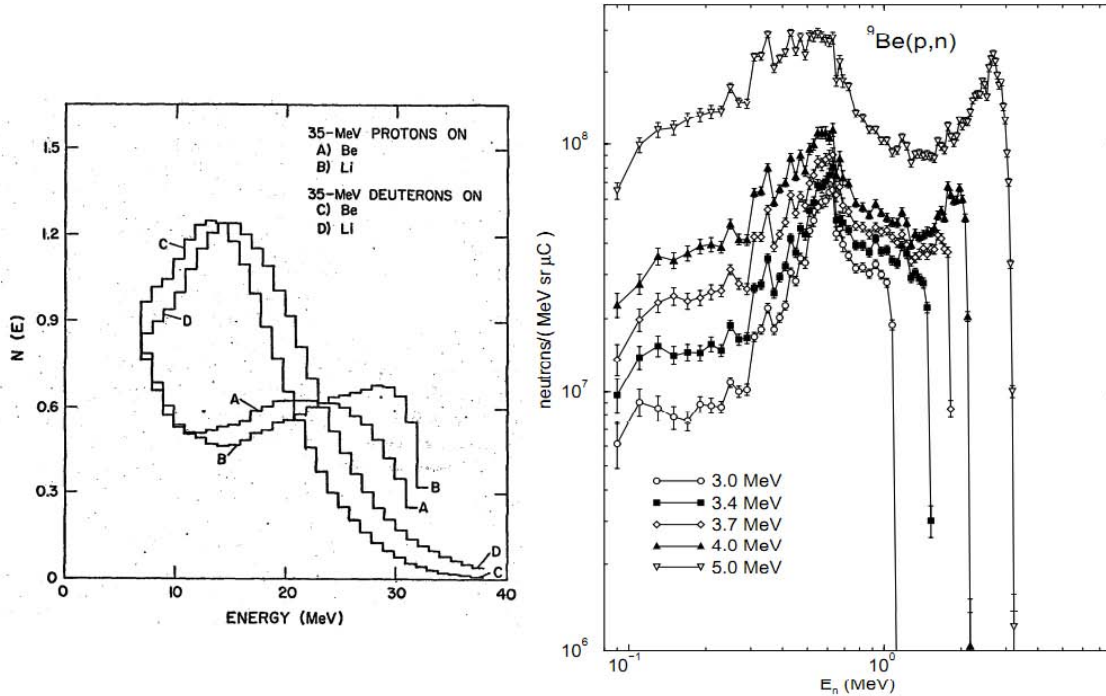 35-MeV PROTONS ON
A) Be
B) Li
35-MeV DEUTERONS ON
C) Be
D) Li
1.5
1.2
0.9
0.6
0.3
0
N (E)
C
D
A
B
B
A
D
C
0
10
20
30
40
ENERGY (MeV)
⁹Be(p,n)
neutrons/( MeV sr μC)
10⁸
10⁷
10⁶
3.0 MeV
3.4 MeV
3.7 MeV
4.0 MeV
5.0 MeV
10⁻¹
10⁰
Eₙ (MeV)